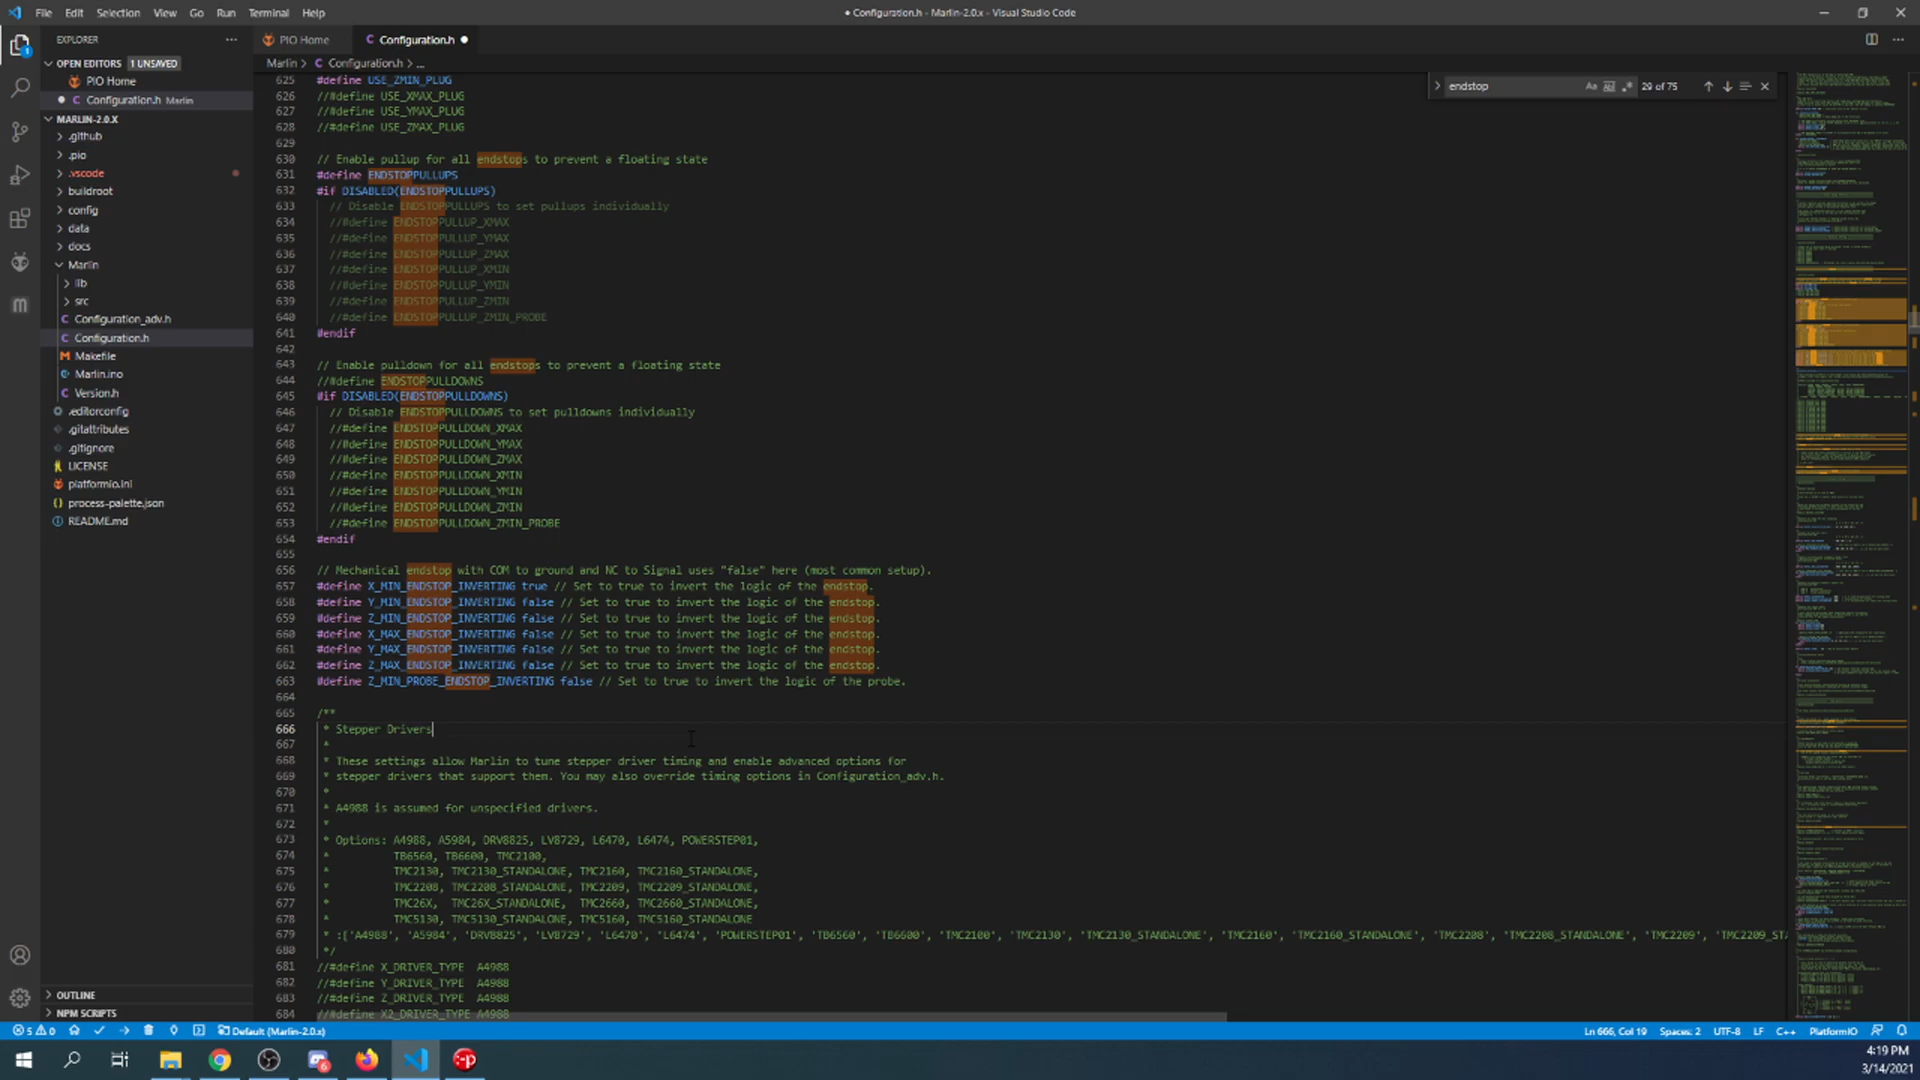 File Edit Selection View Go Run Terminal Help
● Configuration.h - Marlin-2.0.x - Visual Studio Code
EXPLORER
PIO Home
Configuration.h ●
OPEN EDITORS 1 UNSAVED
PIO Home
● C Configuration.h Marlin
MARLIN-2.0.X
.github
.pio
.vscode
buildroot
config
data
docs
Marlin
lib
src
C Configuration_adv.h
C Configuration.h
M Makefile
Marlin.ino
C Version.h
.editorconfig
.gitattributes
.gitignore
LICENSE
platformio.ini
process-palette.json
README.md
OUTLINE
NPM SCRIPTS
Marlin > C Configuration.h > ...
endstop
29 of 75
625 #define USE_ZMIN_PLUG
626 //#define USE_XMAX_PLUG
627 //#define USE_YMAX_PLUG
628 //#define USE_ZMAX_PLUG
629
630 // Enable pullup for all endstops to prevent a floating state
631 #define ENDSTOPPULLUPS
632 #if DISABLED(ENDSTOPPULLUPS)
633 // Disable ENDSTOPPULLUPS to set pullups individually
634 //#define ENDSTOPPULLUP_XMAX
635 //#define ENDSTOPPULLUP_YMAX
636 //#define ENDSTOPPULLUP_ZMAX
637 //#define ENDSTOPPULLUP_XMIN
638 //#define ENDSTOPPULLUP_YMIN
639 //#define ENDSTOPPULLUP_ZMIN
640 //#define ENDSTOPPULLUP_ZMIN_PROBE
641 #endif
642
643 // Enable pulldown for all endstops to prevent a floating state
644 //#define ENDSTOPPULLDOWNS
645 #if DISABLED(ENDSTOPPULLDOWNS)
646 // Disable ENDSTOPPULLDOWNS to set pulldowns individually
647 //#define ENDSTOPPULLDOWN_XMAX
648 //#define ENDSTOPPULLDOWN_YMAX
649 //#define ENDSTOPPULLDOWN_ZMAX
650 //#define ENDSTOPPULLDOWN_XMIN
651 //#define ENDSTOPPULLDOWN_YMIN
652 //#define ENDSTOPPULLDOWN_ZMIN
653 //#define ENDSTOPPULLDOWN_ZMIN_PROBE
654 #endif
655
656 // Mechanical endstop with COM to ground and NC to Signal uses "false" here (most common setup).
657 #define X_MIN_ENDSTOP_INVERTING true // Set to true to invert the logic of the endstop.
658 #define Y_MIN_ENDSTOP_INVERTING false // Set to true to invert the logic of the endstop.
659 #define Z_MIN_ENDSTOP_INVERTING false // Set to true to invert the logic of the endstop.
660 #define X_MAX_ENDSTOP_INVERTING false // Set to true to invert the logic of the endstop.
661 #define Y_MAX_ENDSTOP_INVERTING false // Set to true to invert the logic of the endstop.
662 #define Z_MAX_ENDSTOP_INVERTING false // Set to true to invert the logic of the endstop.
663 #define Z_MIN_PROBE_ENDSTOP_INVERTING false // Set to true to invert the logic of the probe.
664
665 /**
666 * Stepper Drivers
667 *
668 * These settings allow Marlin to tune stepper driver timing and enable advanced options for
669 * stepper drivers that support them. You may also override timing options in Configuration_adv.h.
670 *
671 * A4988 is assumed for unspecified drivers.
672 *
673 * Options: A4988, A5984, DRV8825, LV8729, L6470, L6474, POWERSTEP01,
674 * TB6560, TB6600, TMC2100,
675 * TMC2130, TMC2130_STANDALONE, TMC2160, TMC2160_STANDALONE,
676 * TMC2208, TMC2208_STANDALONE, TMC2209, TMC2209_STANDALONE,
677 * TMC26X, TMC26X_STANDALONE, TMC2660, TMC2660_STANDALONE,
678 * TMC5130, TMC5130_STANDALONE, TMC5160, TMC5160_STANDALONE
679 * :['A4988', 'A5984', 'DRV8825', 'LV8729', 'L6470', 'L6474', 'POWERSTEP01', 'TB6560', 'TB6600', 'TMC2100', 'TMC2130', 'TMC2130_STANDALONE', 'TMC2160', 'TMC2160_STANDALONE', 'TMC2208', 'TMC2208_STANDALONE', 'TMC2209', 'TMC2209_STA
680 */
681 //#define X_DRIVER_TYPE A4988
682 //#define Y_DRIVER_TYPE A4988
683 //#define Z_DRIVER_TYPE A4988
684 //#define X2_DRIVER_TYPE A4988
5 0 Default (Marlin-2.0.x)
Ln 666, Col 19 Spaces: 2 UTF-8 LF C++ PlatformIO
4:19 PM
3/14/2021